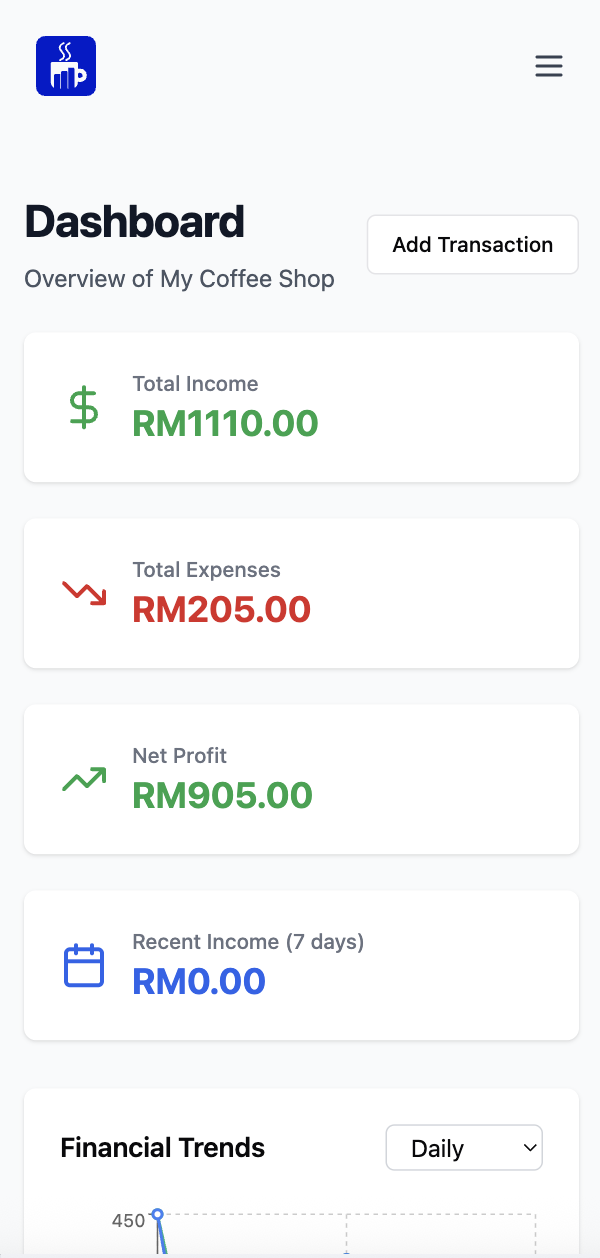 Dashboard
Add Transaction
Overview of My Coffee Shop
Total Income
RM1110.00
Total Expenses
RM205.00
Net Profit
RM905.00
Recent Income (7 days)
RM0.00
Financial Trends
Daily
450